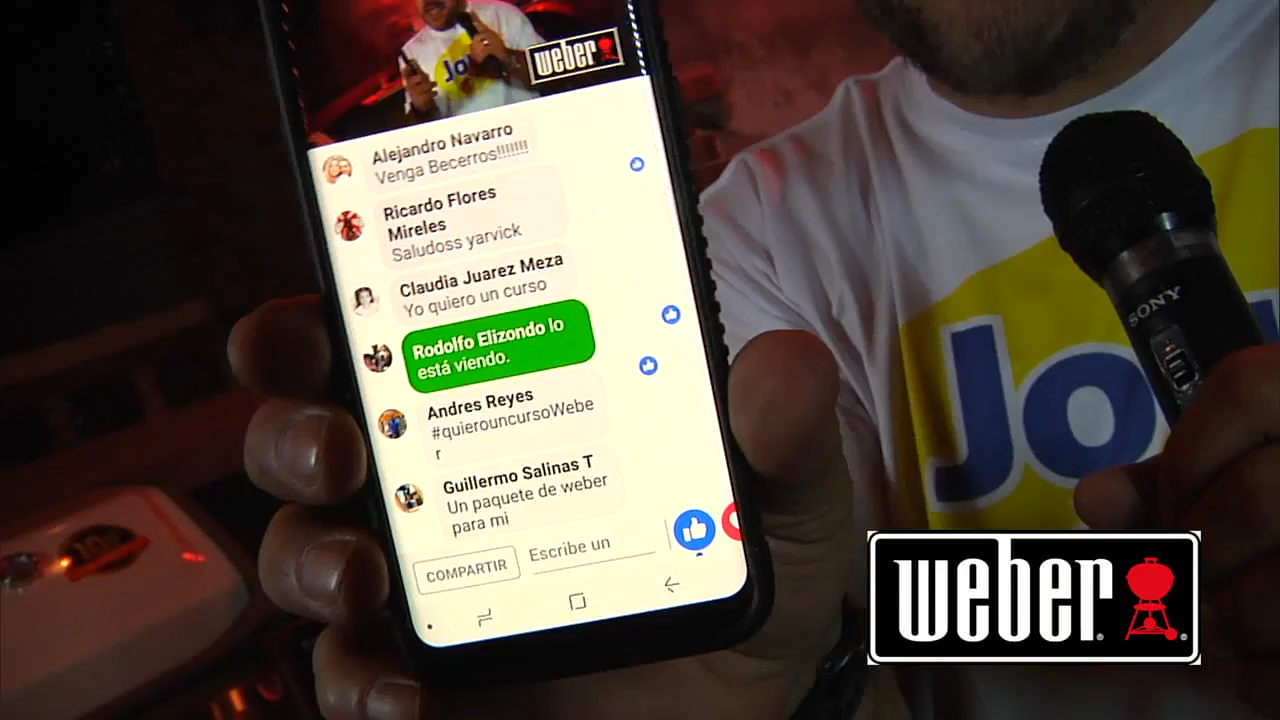 Jo
weber
Alejandro Navarro
Venga Becerros!!!!!!!
Ricardo Flores
Mireles
Saludoss yarvick
Claudia Juarez Meza
Yo quiero un curso
Rodolfo Elizondo lo
está viendo.
Andres Reyes
#quierouncursoWebe
r
Guillermo Salinas T
Un paquete de weber
para mi
COMPARTIR
Escribe un
SONY
Jo
weber